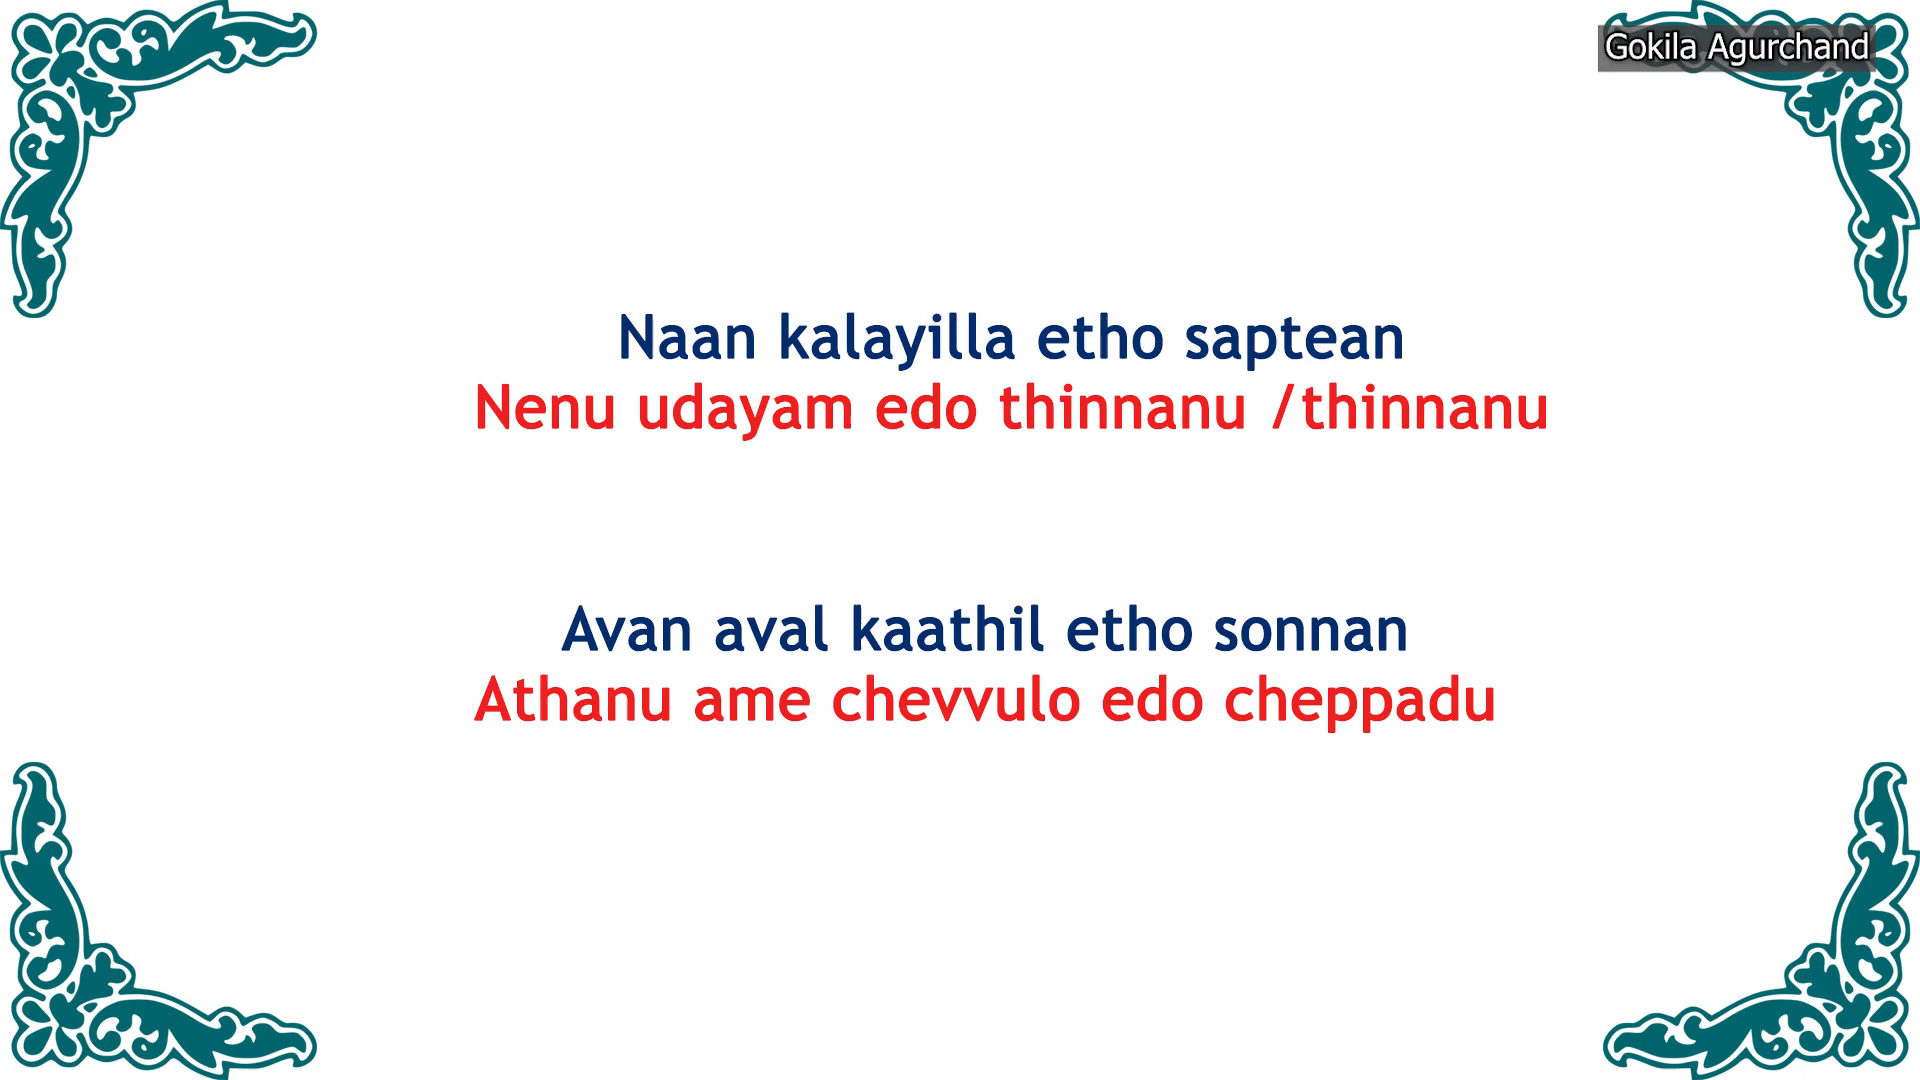 Gokila Agurchand
Naan kalayilla etho saptean
Nenu udayam edo thinnanu /thinnanu
Avan aval kaathil etho sonnan
Athanu ame chevvulo edo cheppadu